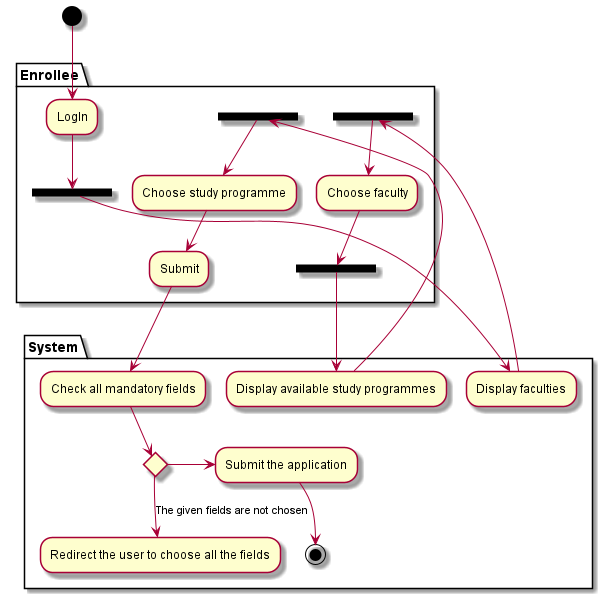 Enrollee
LogIn
Choose study programme
Choose faculty
Submit
System
Check all mandatory fields
Display available study programmes
Display faculties
Submit the application
The given fields are not chosen
Redirect the user to choose all the fields